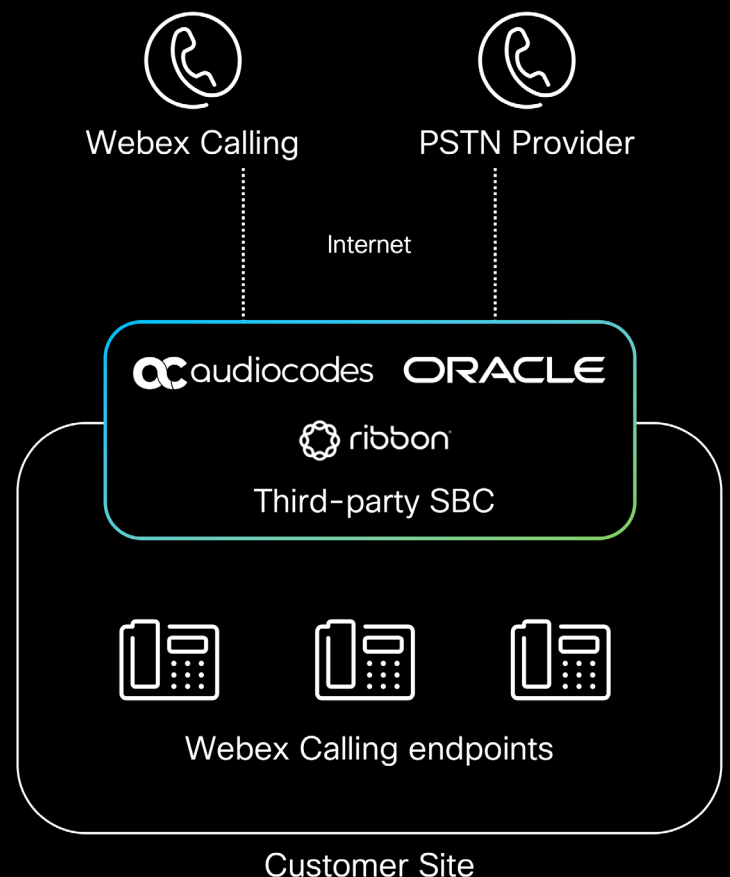 Webex Calling
PSTN Provider
Internet
audiocodes
ORACLE
ribbon
Third-party SBC
Webex Calling endpoints
Customer Site